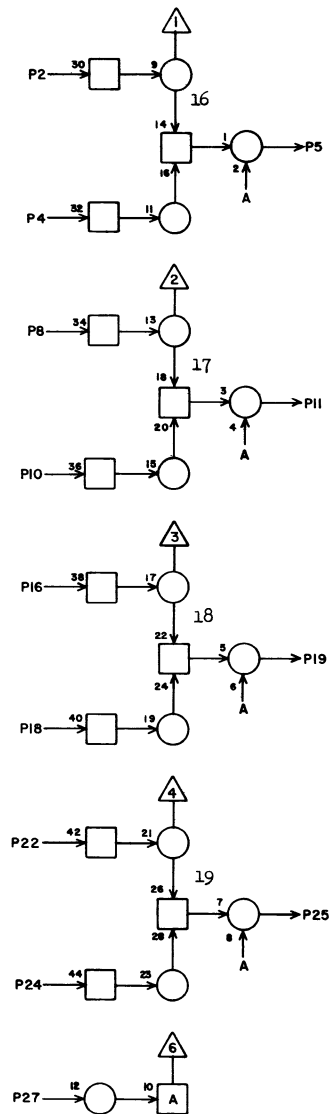 1
P2 30 9
16
14 1 P5
16 2
P4 32 11 A
2
P8 34 13
17
18 3 P11
20 4
P10 36 15 A
3
P16 38 17
18
22 5 P19
24 6
P18 40 19 A
4
P22 42 21
19
26 7 P25
28 8
P24 44 23 A
6
P27 12 10 A